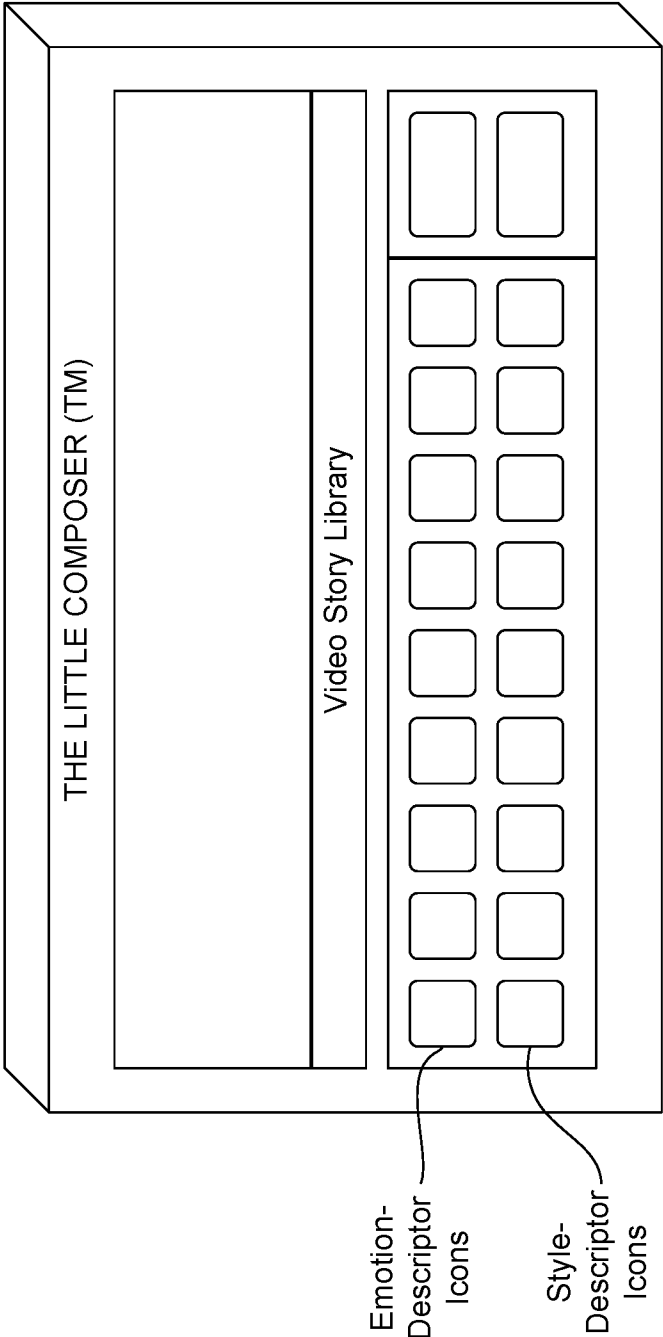 THE LITTLE COMPOSER (TM)
Video Story Library
Emotion-
Descriptor
Icons
Style-
Descriptor
Icons